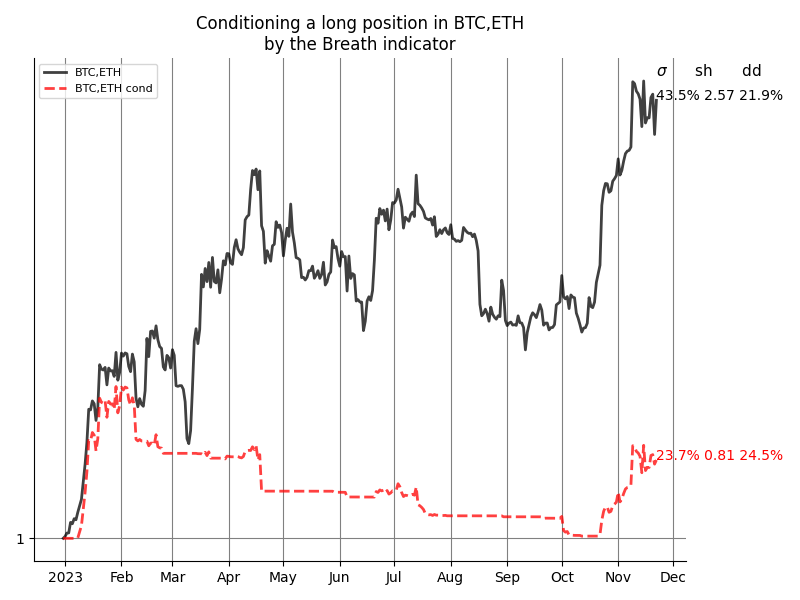 Conditioning a long position in BTC,ETH
by the Breath indicator
BTC,ETH
BTC,ETH cond
σ sh dd
43.5% 2.57 21.9%
23.7% 0.81 24.5%
1
2023 Feb Mar Apr May Jun Jul Aug Sep Oct Nov Dec